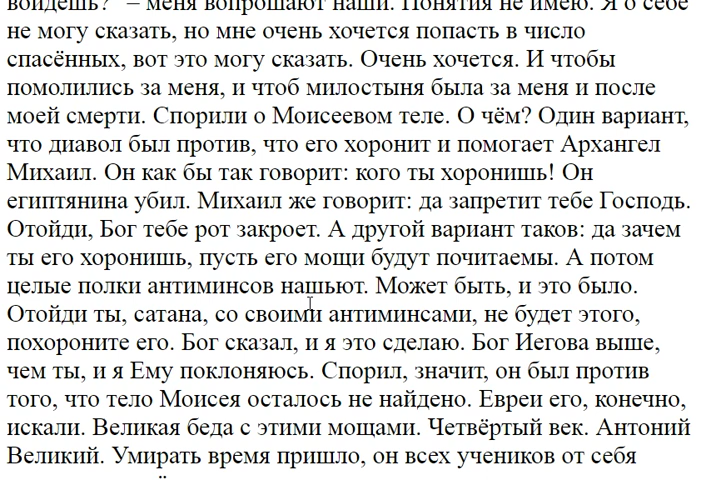 войдешь?" – меня вопрошают наши. Понятия не имею. Я о себе
не могу сказать, но мне очень хочется попасть в число
спасённых, вот это могу сказать. Очень хочется. И чтобы
помолились за меня, и чтоб милостыня была за меня и после
моей смерти. Спорили о Моисеевом теле. О чём? Один вариант,
что диавол был против, что его хоронит и помогает Архангел
Михаил. Он как бы так говорит: кого ты хоронишь! Он
египтянина убил. Михаил же говорит: да запретит тебе Господь.
Отойди, Бог тебе рот закроет. А другой вариант таков: да зачем
ты его хоронишь, пусть его мощи будут почитаемы. А потом
целые полки антиминсов нашьют. Может быть, и это было.
Отойди ты, сатана, со своими антиминсами, не будет этого,
похороните его. Бог сказал, и я это сделаю. Бог Иегова выше,
чем ты, и я Ему поклоняюсь. Спорил, значит, он был против
того, что тело Моисея осталось не найдено. Евреи его, конечно,
искали. Великая беда с этими мощами. Четвёртый век. Антоний
Великий. Умирать время пришло, он всех учеников от себя